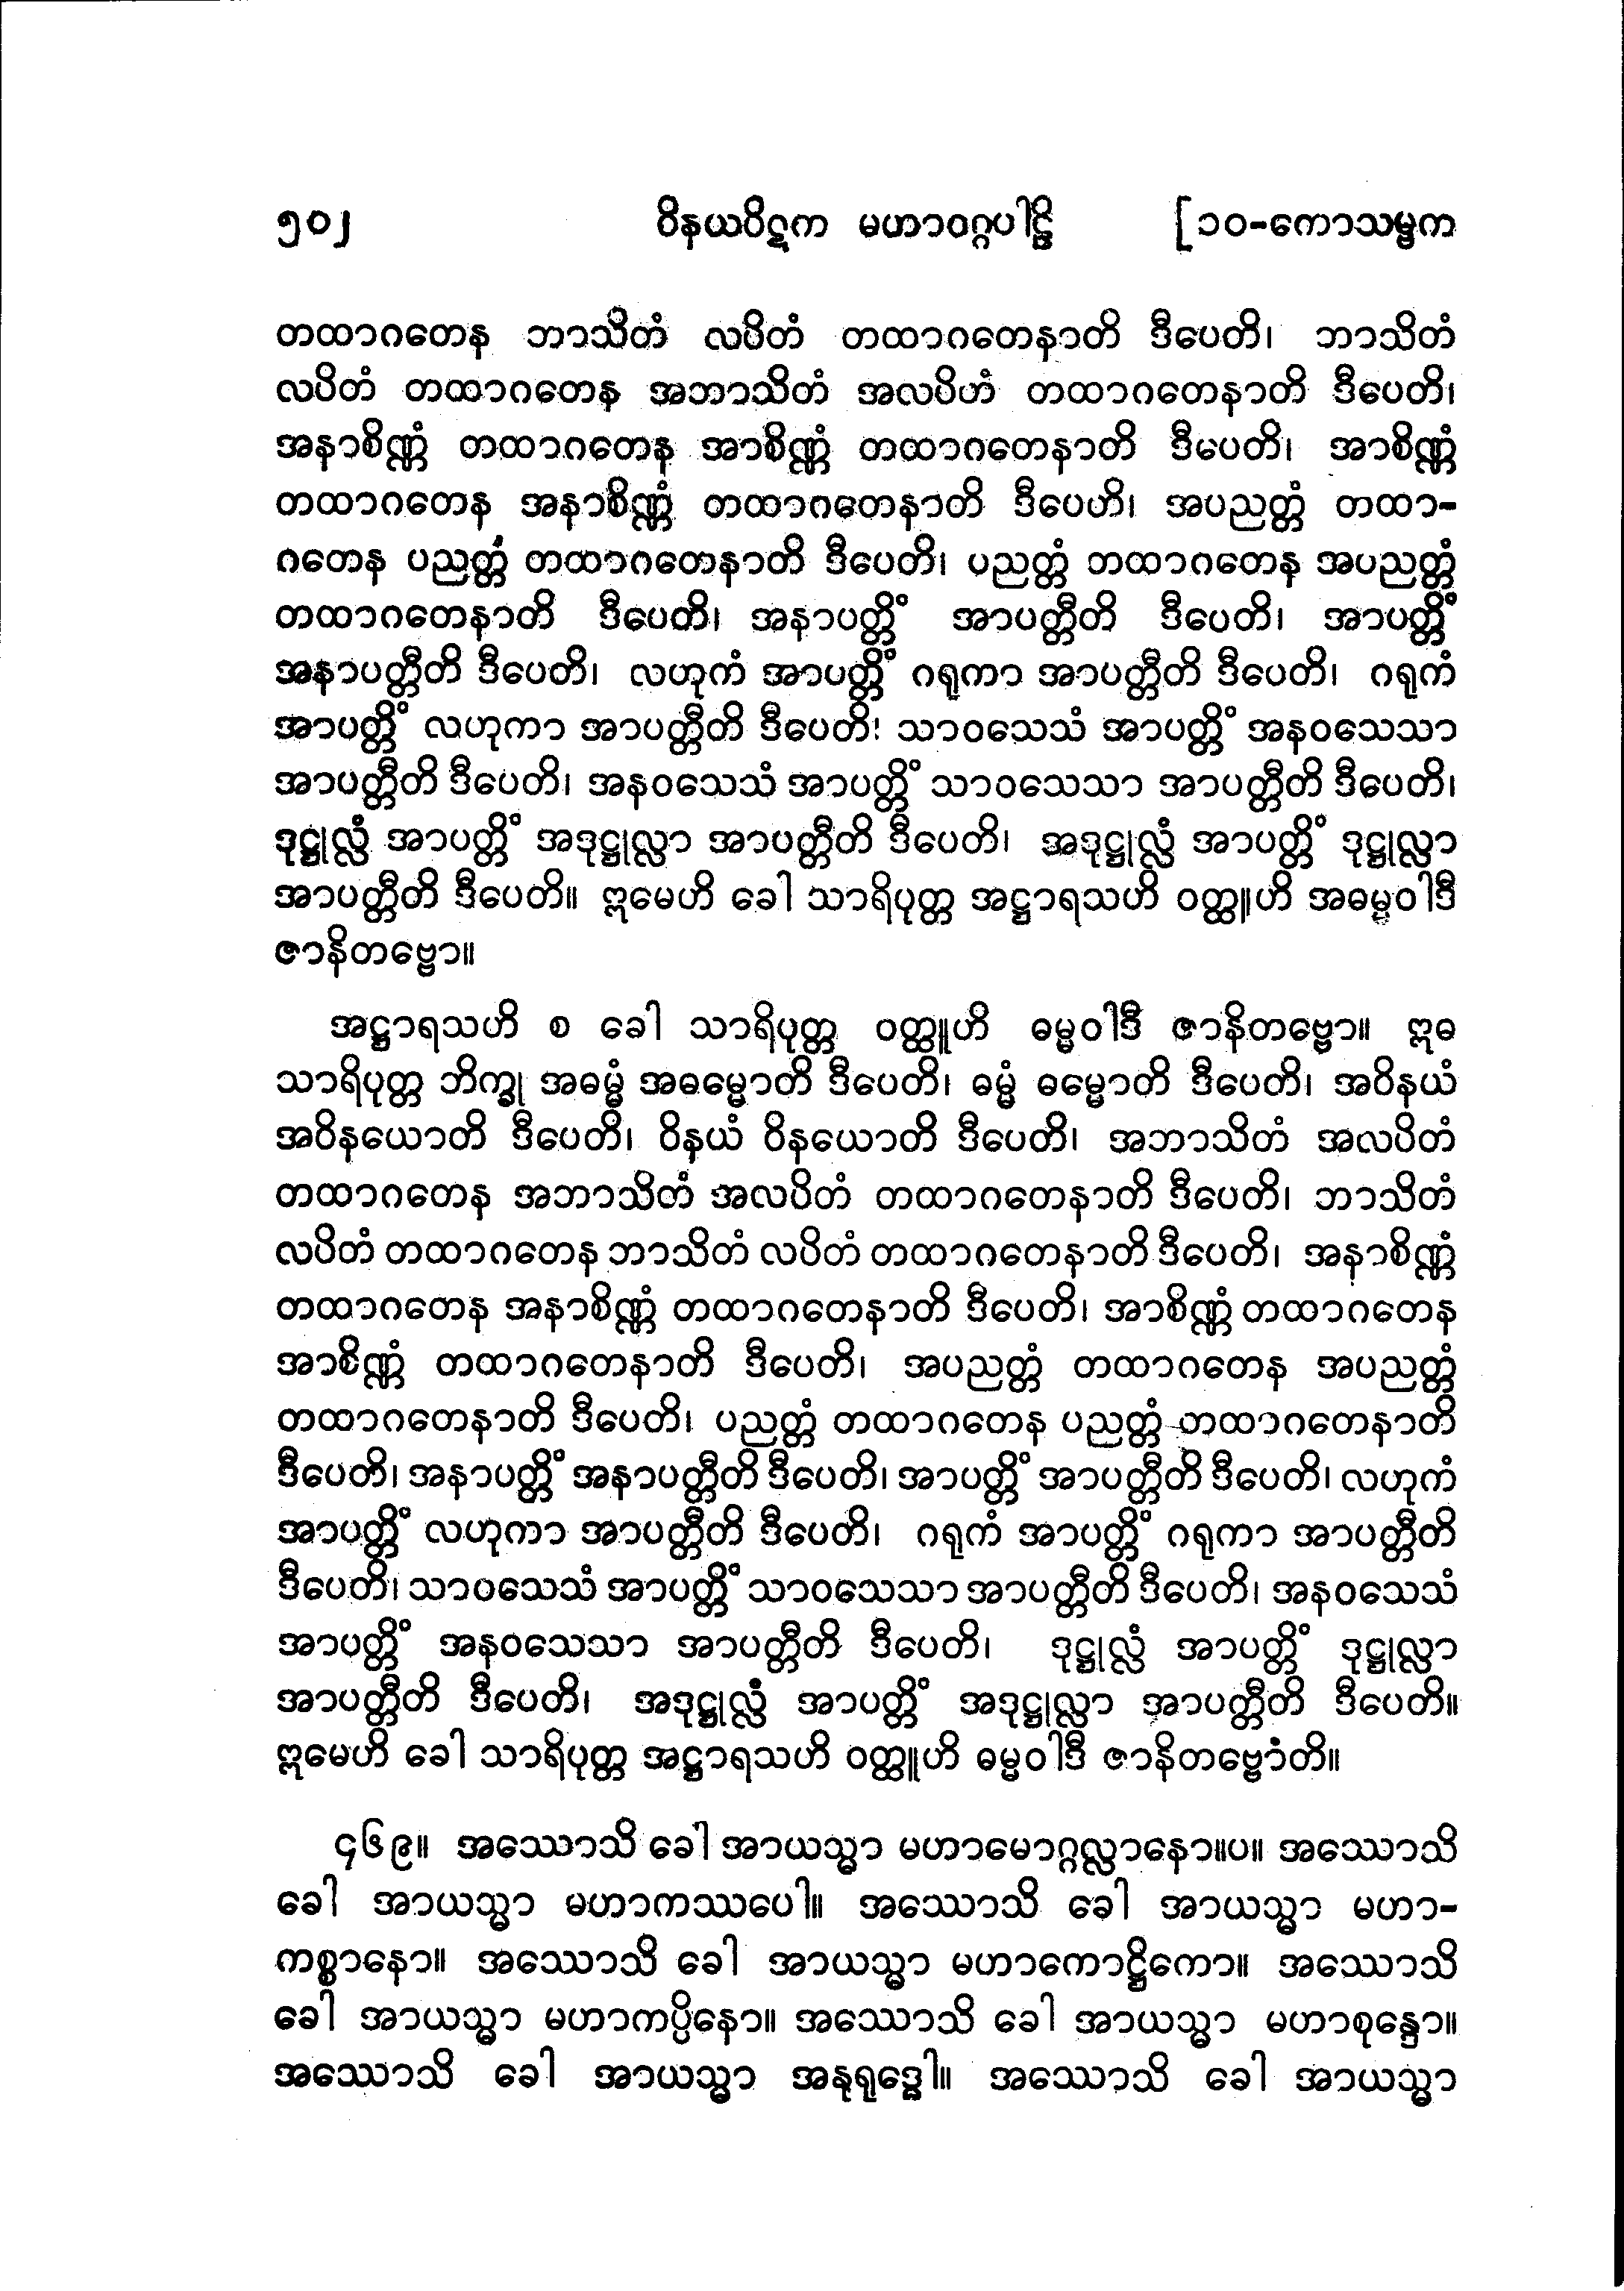 ၅၀၂ ဝိနယပိဋက မဟာဝဂ္ဂပါဠိ [၁၀-ကောသမ္ဗက
တထာဂတေန ဘာသိတံ လပိတံ တထာဂတေနာတိ ဒီပေတိ၊ ဘာသိတံ
လပိတံ တထာဂတေန အဘာသိတံ အလပိတံ တထာဂတေနာတိ ဒီပေတိ၊
အနာစိဏ္ဏံ တထာဂတေန အာစိဏ္ဏံ တထာဂတေနာတိ ဒီပေတိ၊ အာစိဏ္ဏံ
တထာဂတေန အနာစိဏ္ဏံ တထာဂတေနာတိ ဒီပေတိ၊ အပညတ္တံ တထာ-
ဂတေန ပညတ္တံ တထာဂတေနာတိ ဒီပေတိ၊ ပညတ္တံ တထာဂတေန အပညတ္တံ
တထာဂတေနာတိ ဒီပေတိ၊ အနာပတ္တိံ အာပတ္တီတိ ဒီပေတိ၊ အာပတ္တိံ
အနာပတ္တီတိ ဒီပေတိ၊ လဟုကံ အာပတ္တိံ ဂရုကာ အာပတ္တီတိ ဒီပေတိ၊ ဂရုကံ
အာပတ္တိံ လဟုကာ အာပတ္တီတိ ဒီပေတိ၊ သာဝသေသံ အာပတ္တိံ အနဝသေသာ
အာပတ္တီတိ ဒီပေတိ၊ အနဝသေသံ အာပတ္တိံ သာဝသေသာ အာပတ္တီတိ ဒီပေတိ၊
ဒုဋ္ဌုလ္လံ အာပတ္တိံ အဒုဋ္ဌုလ္လာ အာပတ္တီတိ ဒီပေတိ၊ အဒုဋ္ဌုလ္လံ အာပတ္တိံ ဒုဋ္ဌုလ္လာ
အာပတ္တီတိ ဒီပေတိ။ ဣမေဟိ ခေါ သာရိပုတ္တ အဋ္ဌာရသဟိ ဝတ္ထူဟိ အဓမ္မဝါဒီ
ဇာနိတဗ္ဗော။
အဋ္ဌာရသဟိ စ ခေါ သာရိပုတ္တ ဝတ္ထူဟိ ဓမ္မဝါဒီ ဇာနိတဗ္ဗော။ ဣဓ
သာရိပုတ္တ ဘိက္ခု အဓမ္မံ အဓမ္မောတိ ဒီပေတိ၊ ဓမ္မံ ဓမ္မောတိ ဒီပေတိ၊ အဝိနယံ
အဝိနယောတိ ဒီပေတိ၊ ဝိနယံ ဝိနယောတိ ဒီပေတိ၊ အဘာသိတံ အလပိတံ
တထာဂတေန အဘာသိတံ အလပိတံ တထာဂတေနာတိ ဒီပေတိ၊ ဘာသိတံ
လပိတံ တထာဂတေန ဘာသိတံ လပိတံ တထာဂတေနာတိ ဒီပေတိ၊ အနာစိဏ္ဏံ
တထာဂတေန အနာစိဏ္ဏံ တထာဂတေနာတိ ဒီပေတိ၊ အာစိဏ္ဏံ တထာဂတေန
အာစိဏ္ဏံ တထာဂတေနာတိ ဒီပေတိ၊ အပညတ္တံ တထာဂတေန အပညတ္တံ
တထာဂတေနာတိ ဒီပေတိ၊ ပညတ္တံ တထာဂတေန ပညတ္တံ တထာဂတေနာတိ
ဒီပေတိ၊ အနာပတ္တိံ အနာပတ္တီတိ ဒီပေတိ၊ အာပတ္တိံ အာပတ္တီတိ ဒီပေတိ၊ လဟုကံ
အာပတ္တိံ လဟုကာ အာပတ္တီတိ ဒီပေတိ၊ ဂရုကံ အာပတ္တိံ ဂရုကာ အာပတ္တီတိ
ဒီပေတိ၊ သာဝသေသံ အာပတ္တိံ သာဝသေသာ အာပတ္တီတိ ဒီပေတိ၊ အနဝသေသံ
အာပတ္တိံ အနဝသေသာ အာပတ္တီတိ ဒီပေတိ၊ ဒုဋ္ဌုလ္လံ အာပတ္တိံ ဒုဋ္ဌုလ္လာ
အာပတ္တီတိ ဒီပေတိ၊ အဒုဋ္ဌုလ္လံ အာပတ္တိံ အဒုဋ္ဌုလ္လာ အာပတ္တီတိ ဒီပေတိ။
ဣမေဟိ ခေါ သာရိပုတ္တ အဋ္ဌာရသဟိ ဝတ္ထူဟိ ဓမ္မဝါဒီ ဇာနိတဗ္ဗောတိ။
၄၆၉။ အဿောသိ ခေါ အာယသ္မာ မဟာမောဂ္ဂလ္လာနော။ပ။ အဿောသိ
ခေါ အာယသ္မာ မဟာကဿပေါ။ အဿောသိ ခေါ အာယသ္မာ မဟာ-
ကစ္စာနော။ အဿောသိ ခေါ အာယသ္မာ မဟာကောဋ္ဌိကော။ အဿောသိ
ခေါ အာယသ္မာ မဟာကပ္ပိနော။ အဿောသိ ခေါ အာယသ္မာ မဟာစုန္ဒော။
အဿောသိ ခေါ အာယသ္မာ အနုရုဒ္ဓေါ။ အဿောသိ ခေါ အာယသ္မာ